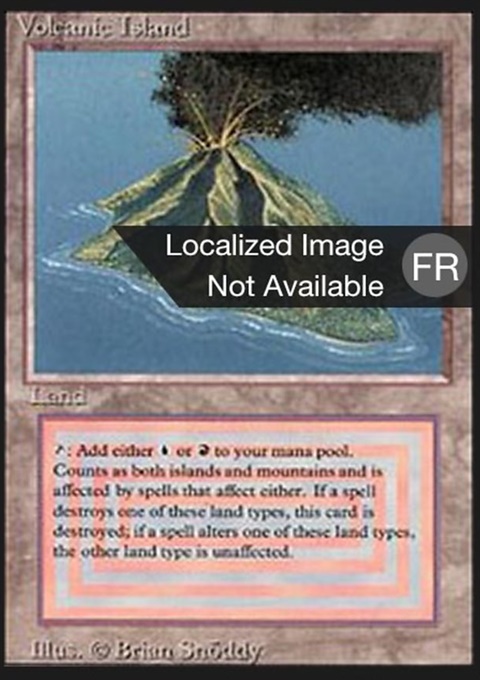 Volcanic Island
Localized Image
Not Available
FR
Land
: Add either or to your mana pool.
Counts as both islands and mountains and is
affected by spells that affect either. If a spell
destroys one of these land types, this card is
destroyed; if a spell alters one of these land types,
the other land type is unaffected.
Illus. © Brian Snōddy